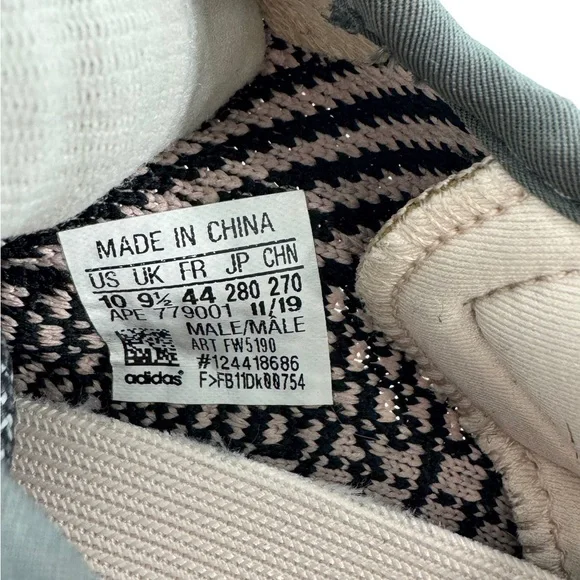 MADE IN CHINA
US UK FR JP CHN
10 9½ 44 280 270
APE 779001 11/19
MALE/MÂLE
ART FW5190
#124418686
adidas® F>FB11Dk00754